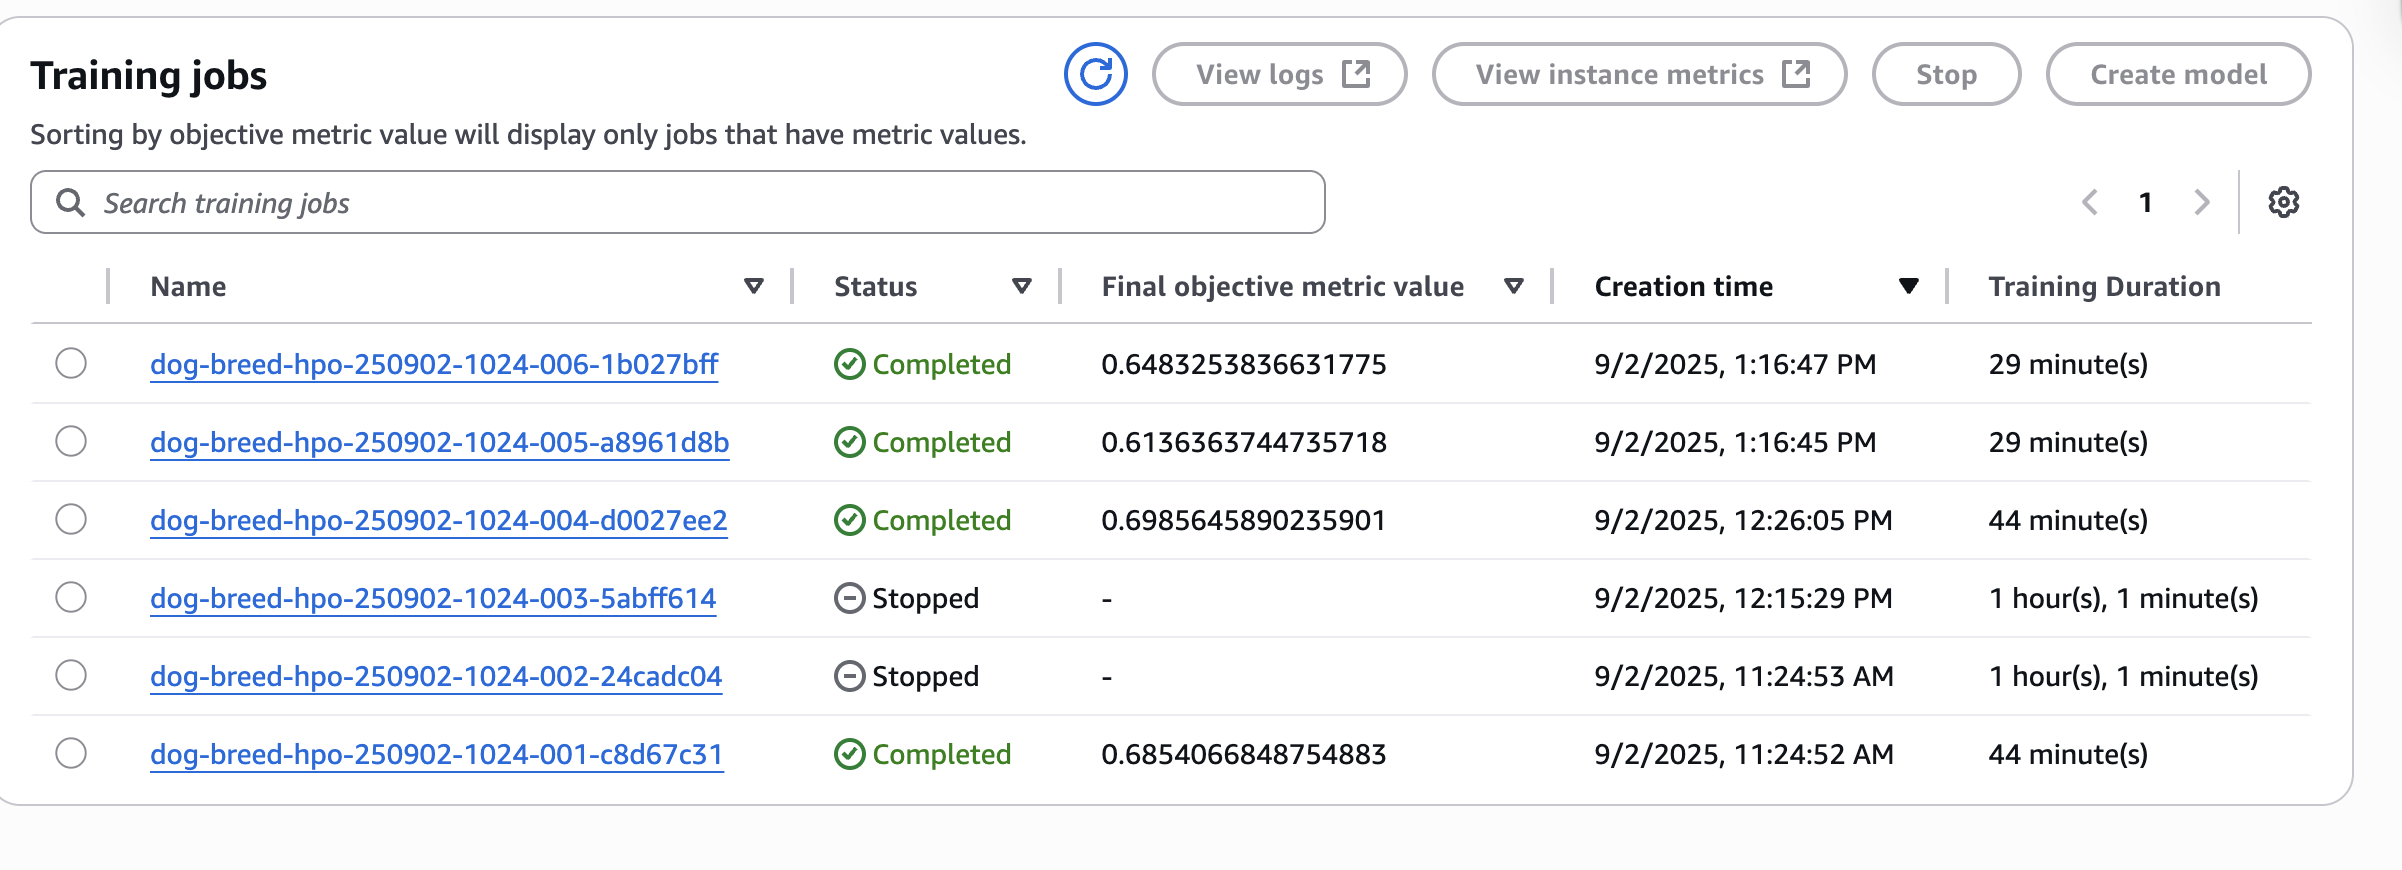 Training jobs
View logs
View instance metrics
Stop
Create model
Sorting by objective metric value will display only jobs that have metric values.
Search training jobs
1
Name Status Final objective metric value Creation time Training Duration
dog-breed-hpo-250902-1024-006-1b027bff Completed 0.6483253836631775 9/2/2025, 1:16:47 PM 29 minute(s)
dog-breed-hpo-250902-1024-005-a8961d8b Completed 0.6136363744735718 9/2/2025, 1:16:45 PM 29 minute(s)
dog-breed-hpo-250902-1024-004-d0027ee2 Completed 0.6985645890235901 9/2/2025, 12:26:05 PM 44 minute(s)
dog-breed-hpo-250902-1024-003-5abff614 Stopped - 9/2/2025, 12:15:29 PM 1 hour(s), 1 minute(s)
dog-breed-hpo-250902-1024-002-24cadc04 Stopped - 9/2/2025, 11:24:53 AM 1 hour(s), 1 minute(s)
dog-breed-hpo-250902-1024-001-c8d67c31 Completed 0.6854066848754883 9/2/2025, 11:24:52 AM 44 minute(s)